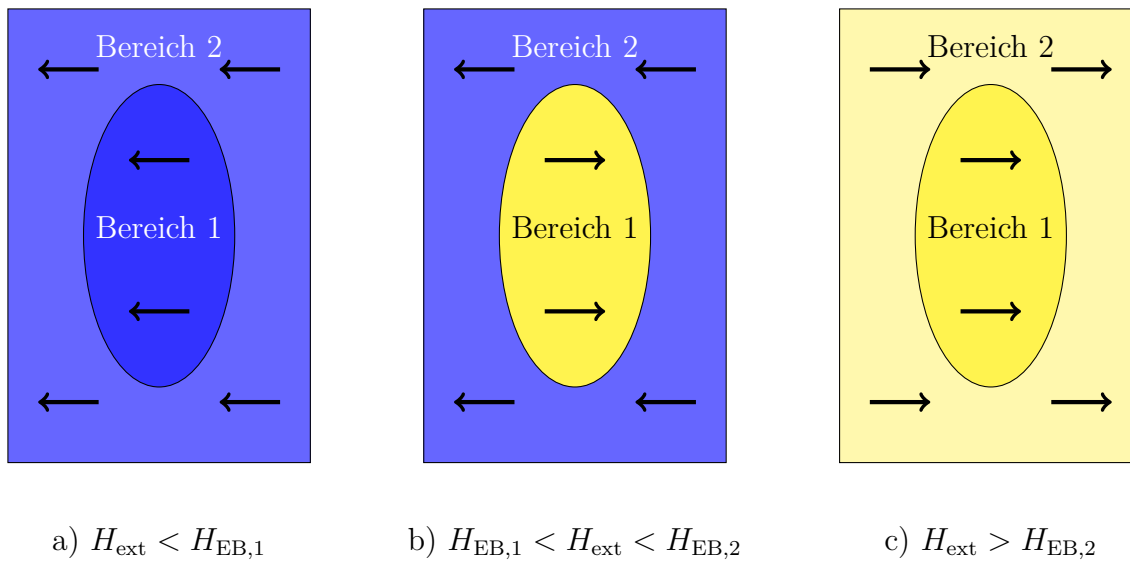 Bereich 2
Bereich 1
a) H_ext < H_EB,1
Bereich 2
Bereich 1
b) H_EB,1 < H_ext < H_EB,2
Bereich 2
Bereich 1
c) H_ext > H_EB,2